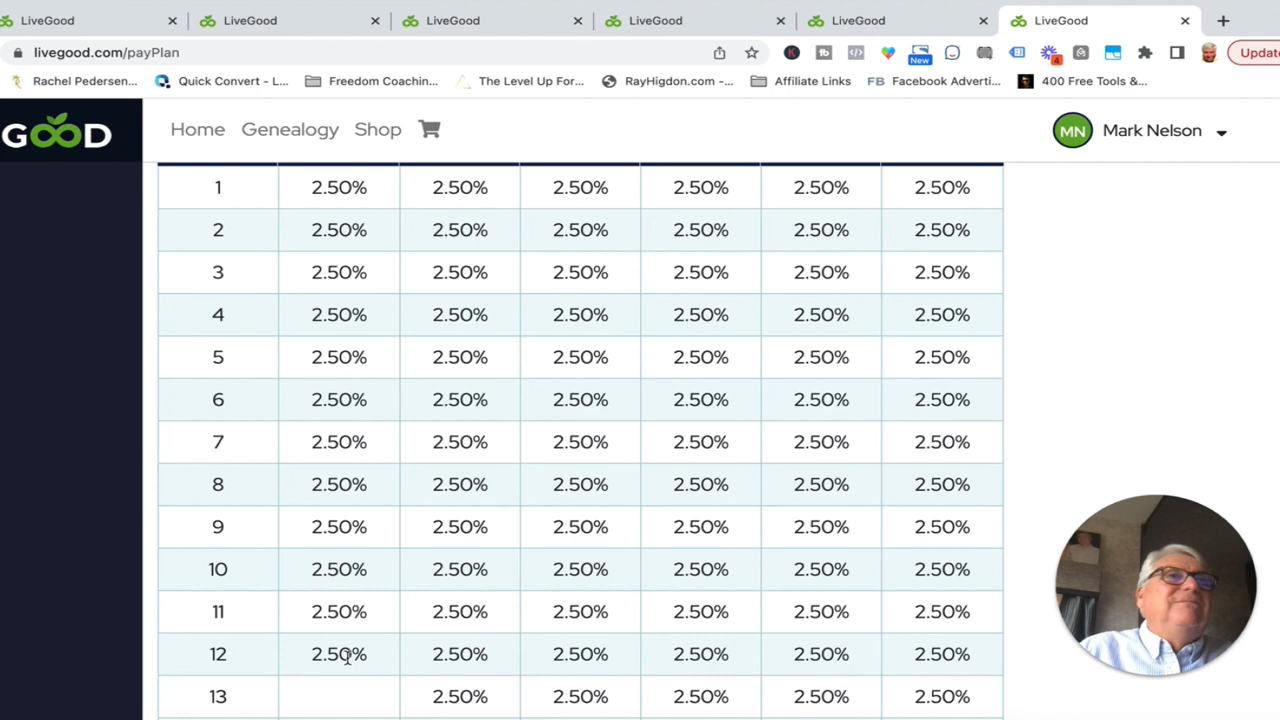 LiveGood LiveGood LiveGood LiveGood LiveGood LiveGood
livegood.com/payPlan New 4 Update
Rachel Pedersen... Quick Convert - L... Freedom Coachin... The Level Up For... RayHigdon.com -... Affiliate Links FB Facebook Adverti... 400 Free Tools &...
GOOD Home Genealogy Shop MN Mark Nelson
1 2.50% 2.50% 2.50% 2.50% 2.50% 2.50%
2 2.50% 2.50% 2.50% 2.50% 2.50% 2.50%
3 2.50% 2.50% 2.50% 2.50% 2.50% 2.50%
4 2.50% 2.50% 2.50% 2.50% 2.50% 2.50%
5 2.50% 2.50% 2.50% 2.50% 2.50% 2.50%
6 2.50% 2.50% 2.50% 2.50% 2.50% 2.50%
7 2.50% 2.50% 2.50% 2.50% 2.50% 2.50%
8 2.50% 2.50% 2.50% 2.50% 2.50% 2.50%
9 2.50% 2.50% 2.50% 2.50% 2.50% 2.50%
10 2.50% 2.50% 2.50% 2.50% 2.50% 2.50%
11 2.50% 2.50% 2.50% 2.50% 2.50% 2.50%
12 2.50% 2.50% 2.50% 2.50% 2.50% 2.50%
13 2.50% 2.50% 2.50% 2.50% 2.50%